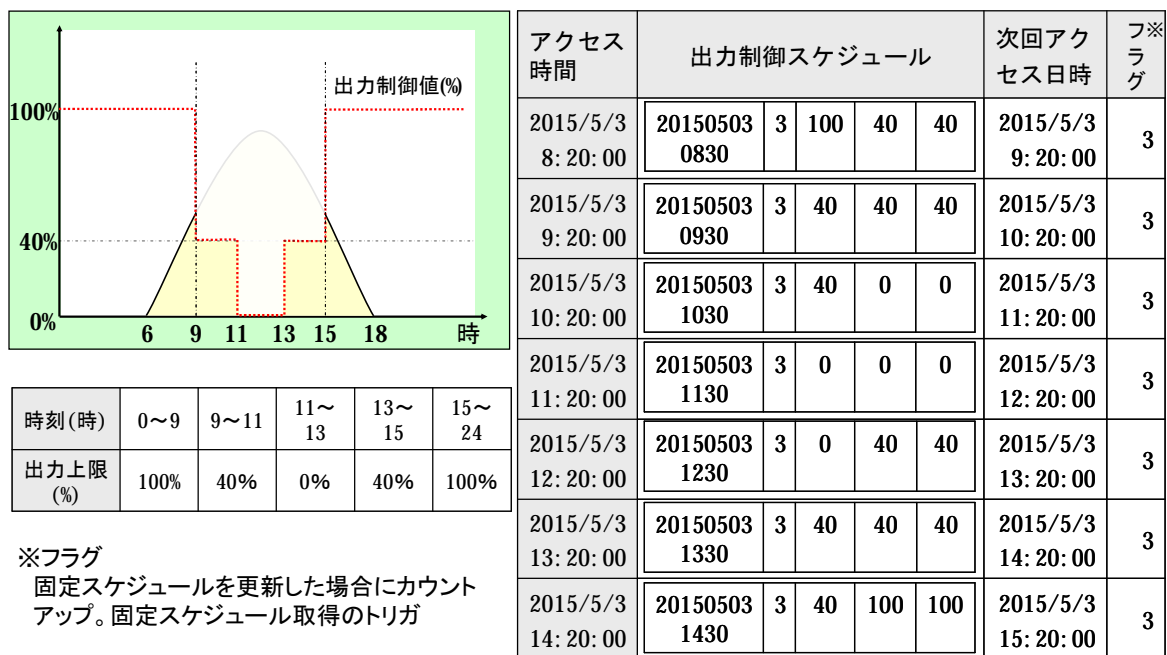 出力制御値(%)
100%
40%
0%
6 9 11 13 15 18 時
時刻(時) 0～9 9～11 11～13 13～15 15～24
出力上限(%) 100% 40% 0% 40% 100%
※フラグ
固定スケジュールを更新した場合にカウント
アップ。固定スケジュール取得のトリガ
アクセス時間 出力制御スケジュール 次回アクセス日時 フラグ※
2015/5/3 8:20:00 20150503 0830 3 100 40 40 2015/5/3 9:20:00 3
2015/5/3 9:20:00 20150503 0930 3 40 40 40 2015/5/3 10:20:00 3
2015/5/3 10:20:00 20150503 1030 3 40 0 0 2015/5/3 11:20:00 3
2015/5/3 11:20:00 20150503 1130 3 0 0 0 2015/5/3 12:20:00 3
2015/5/3 12:20:00 20150503 1230 3 0 40 40 2015/5/3 13:20:00 3
2015/5/3 13:20:00 20150503 1330 3 40 40 40 2015/5/3 14:20:00 3
2015/5/3 14:20:00 20150503 1430 3 40 100 100 2015/5/3 15:20:00 3